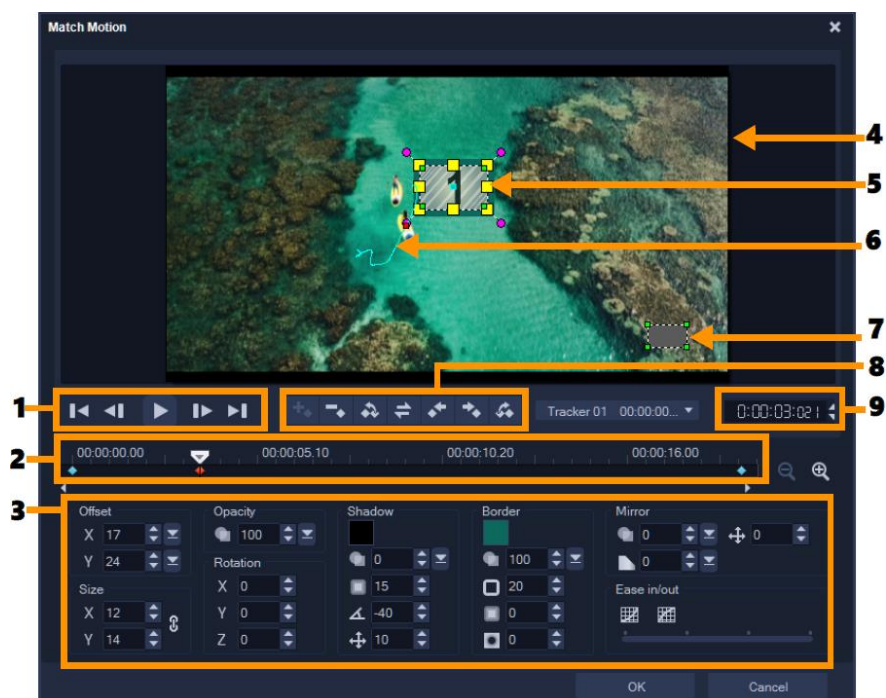 Match Motion
4
1
5
6
7
8
1
Tracker 01 00:00:00...
0:00:03:021
9
2
00:00:00.00 00:00:05.10 00:00:10.20 00:00:16.00
3
Offset Opacity Shadow Border Mirror
X 17 100 0 0
Y 24 Rotation 0 100 0
Size X 0 15 20 Ease in/out
X 12 Y 0 -40 0
Y 14 Z 0 10 0
OK Cancel